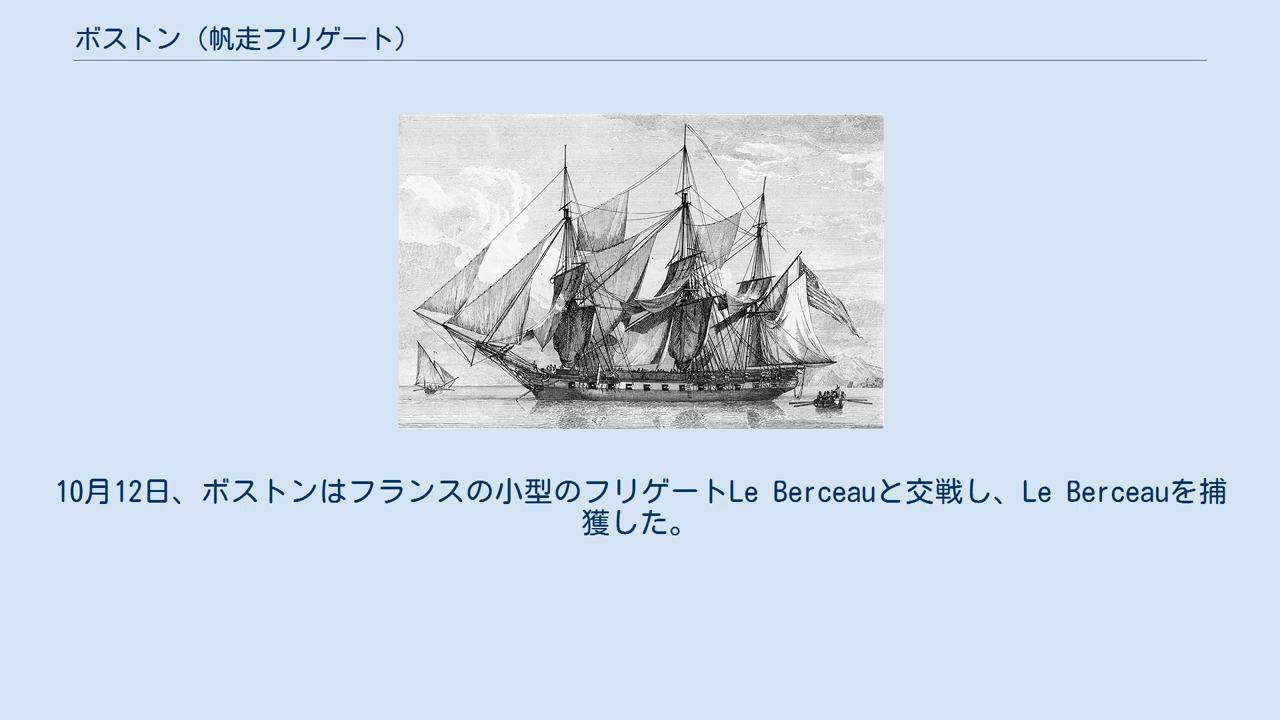 ボストン（帆走フリゲート）
10月12日、ボストンはフランスの小型のフリゲートLe Berceauと交戦し、Le Berceauを捕
獲した。